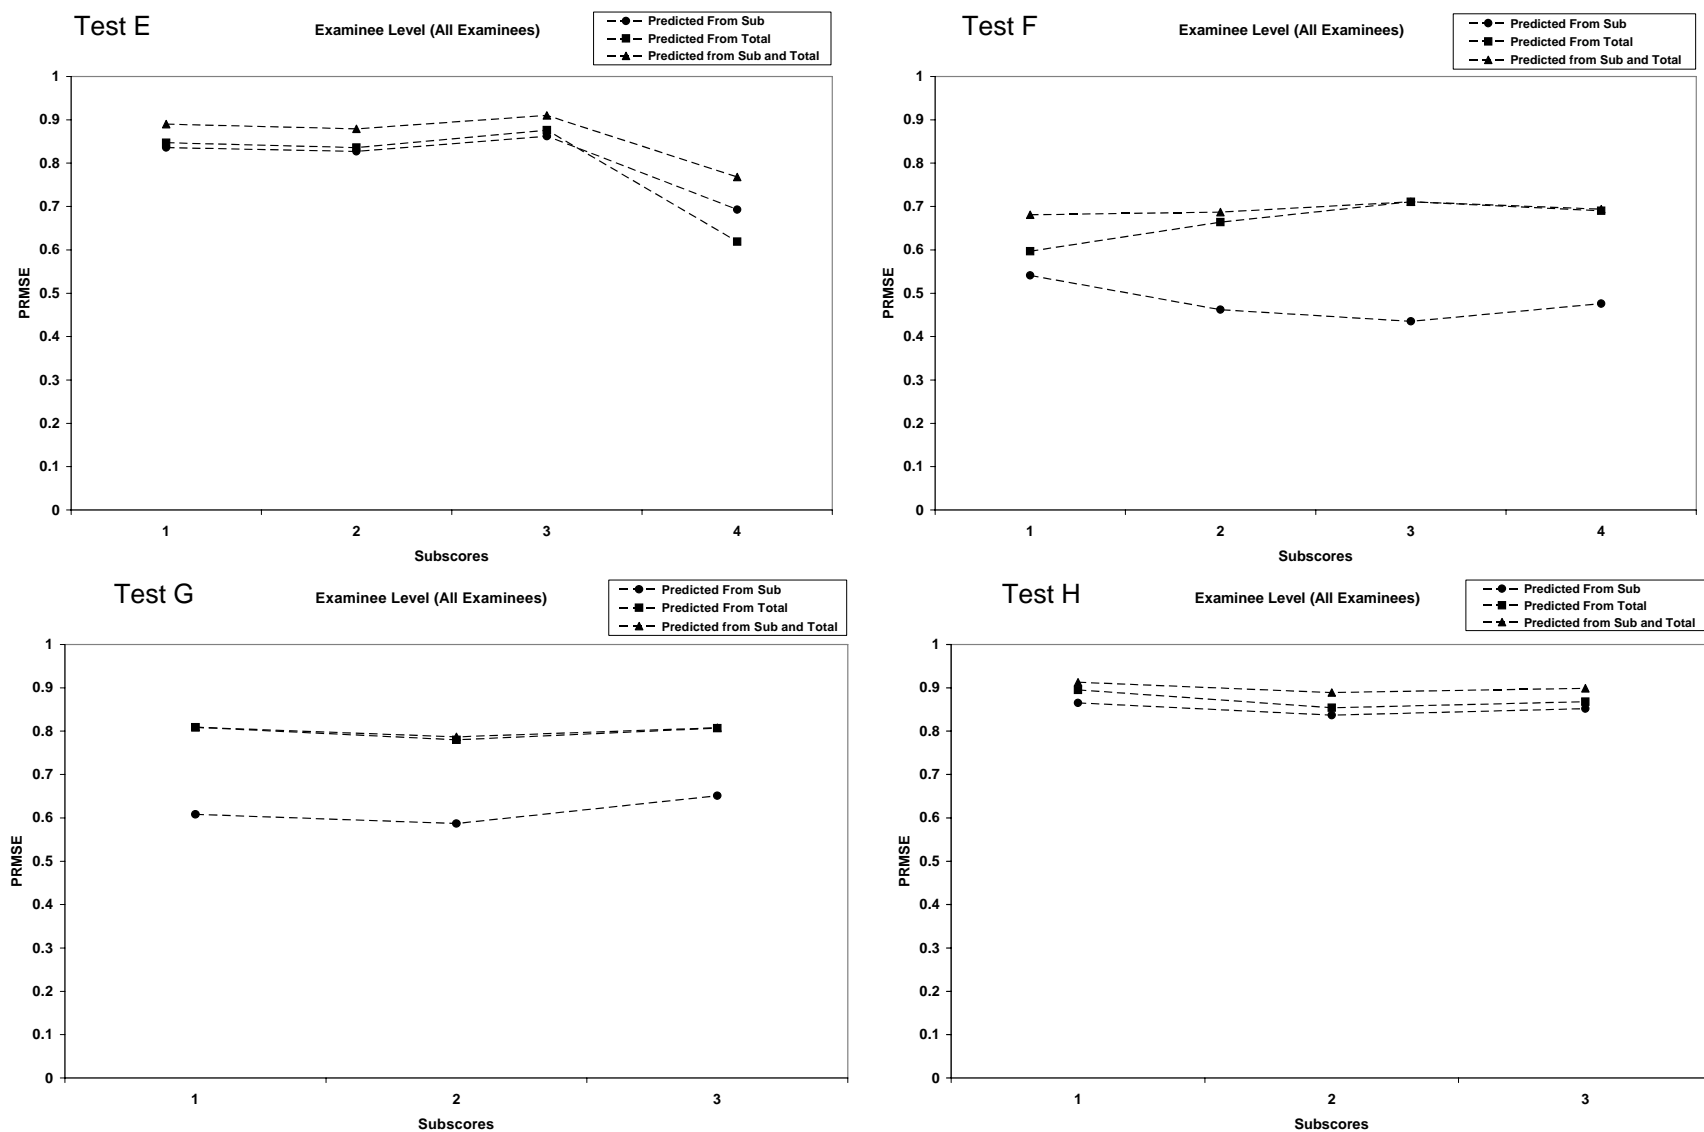 Test E
Examinee Level (All Examinees)
Predicted From Sub
Predicted From Total
Predicted from Sub and Total
1
0.9
0.8
0.7
0.6
0.5
0.4
0.3
0.2
0.1
0
PRMSE
1 2 3 4
Subscores
Test F
Examinee Level (All Examinees)
Predicted From Sub
Predicted From Total
Predicted from Sub and Total
1
0.9
0.8
0.7
0.6
0.5
0.4
0.3
0.2
0.1
0
PRMSE
1 2 3 4
Subscores
Test G
Examinee Level (All Examinees)
Predicted From Sub
Predicted From Total
Predicted from Sub and Total
1
0.9
0.8
0.7
0.6
0.5
0.4
0.3
0.2
0.1
0
PRMSE
1 2 3
Subscores
Test H
Examinee Level (All Examinees)
Predicted From Sub
Predicted From Total
Predicted from Sub and Total
1
0.9
0.8
0.7
0.6
0.5
0.4
0.3
0.2
0.1
0
PRMSE
1 2 3
Subscores